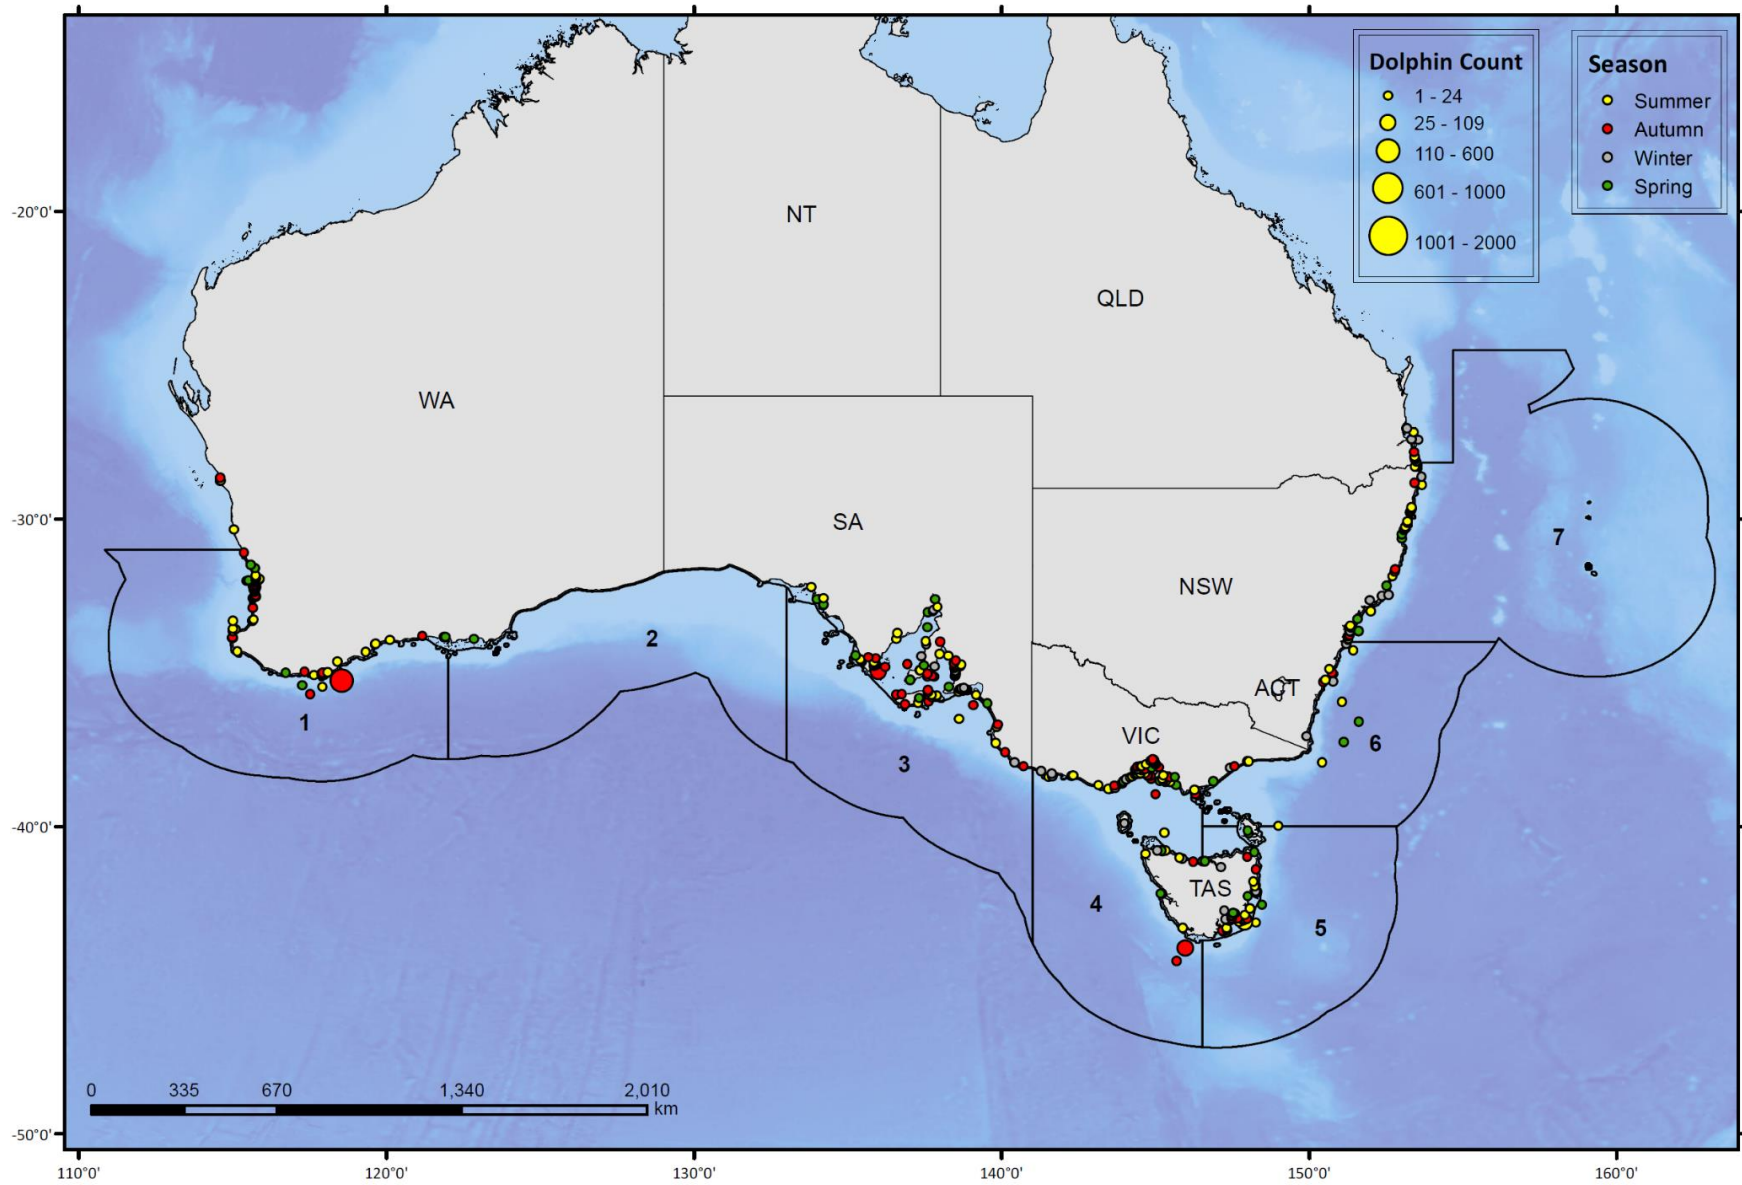 Dolphin Count
1 - 24
25 - 109
110 - 600
601 - 1000
1001 - 2000
Season
Summer
Autumn
Winter
Spring
-20°0'
-30°0'
-40°0'
-50°0'
NT
QLD
WA
SA
NSW
ACT
VIC
TAS
1
2
3
4
5
6
7
0 335 670 1,340 2,010
km
110°0' 120°0' 130°0' 140°0' 150°0' 160°0'